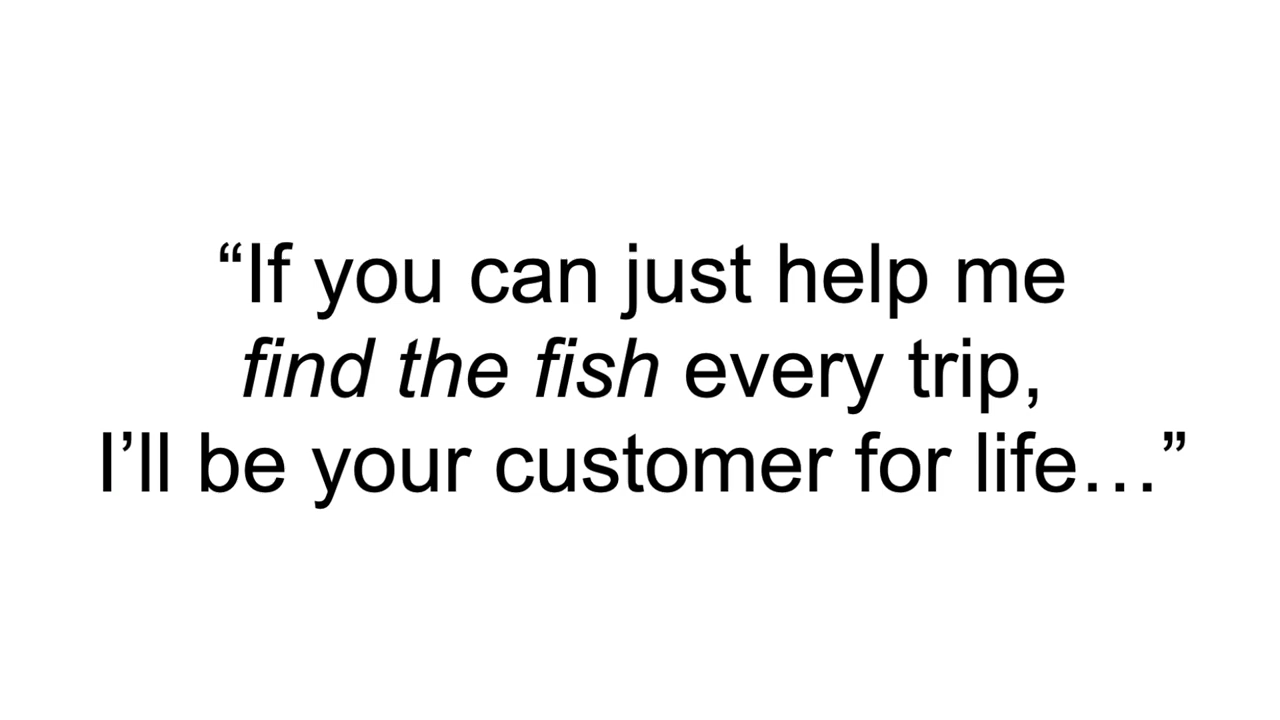 “If you can just help me
find the fish every trip,
I’ll be your customer for life…”